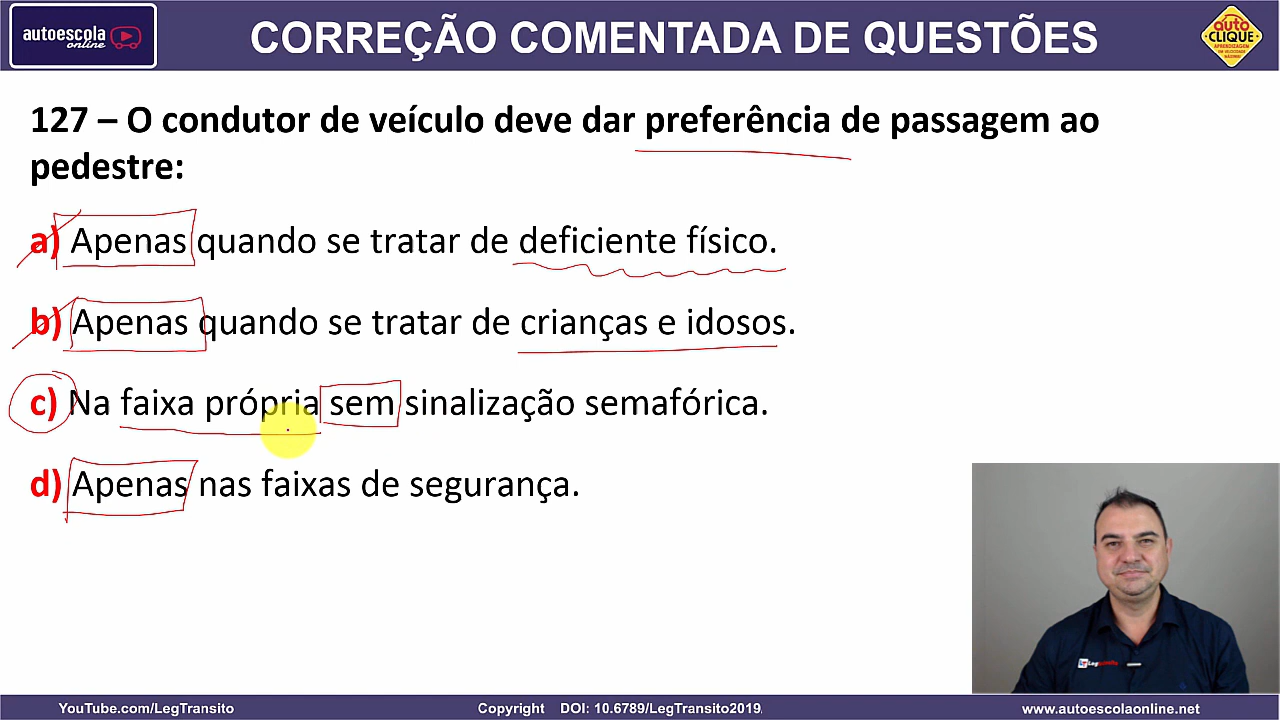 autoescola
online
CORREÇÃO COMENTADA DE QUESTÕES
auto
CLIQUE
127 – O condutor de veículo deve dar preferência de passagem ao
pedestre:
a) Apenas quando se tratar de deficiente físico.
b) Apenas quando se tratar de crianças e idosos.
c) Na faixa própria sem sinalização semafórica.
d) Apenas nas faixas de segurança.
YouTube.com/LegTransito Copyright DOI: 10.6789/LegTransito2019 www.autoescolaonline.net